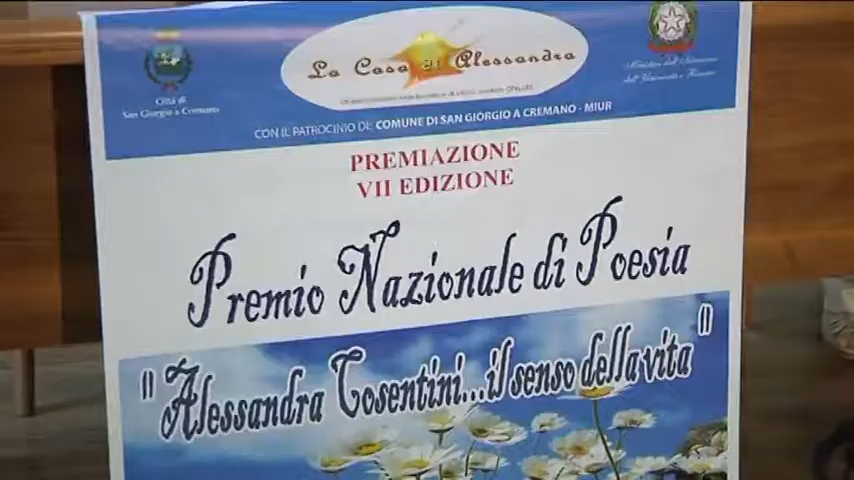 La Casa di Alessandra
Città di
San Giorgio a Cremano
CON IL PATROCINIO DE' COMUNE DI SAN GIORGIO A CREMANO - MIUR
PREMIAZIONE
VII EDIZIONE
Premio Nazionale di Poesia
"Alessandra Cosentini...il senso della vita"